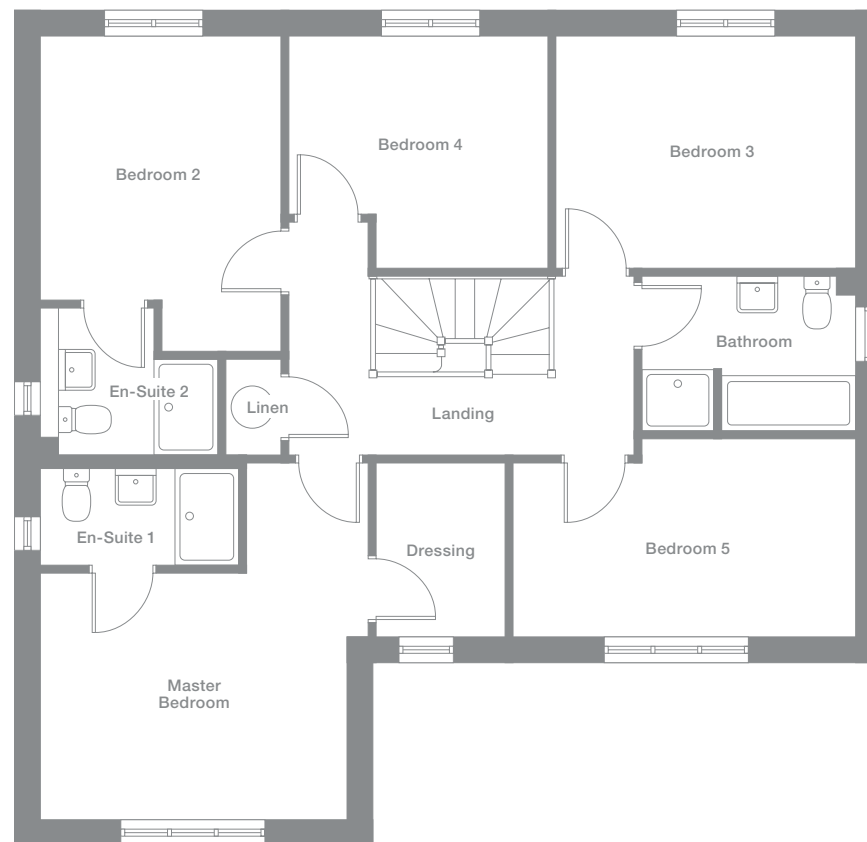 Bedroom 2
Bedroom 4
Bedroom 3
Bathroom
En-Suite 2
Linen
Landing
En-Suite 1
Dressing
Bedroom 5
Master
Bedroom